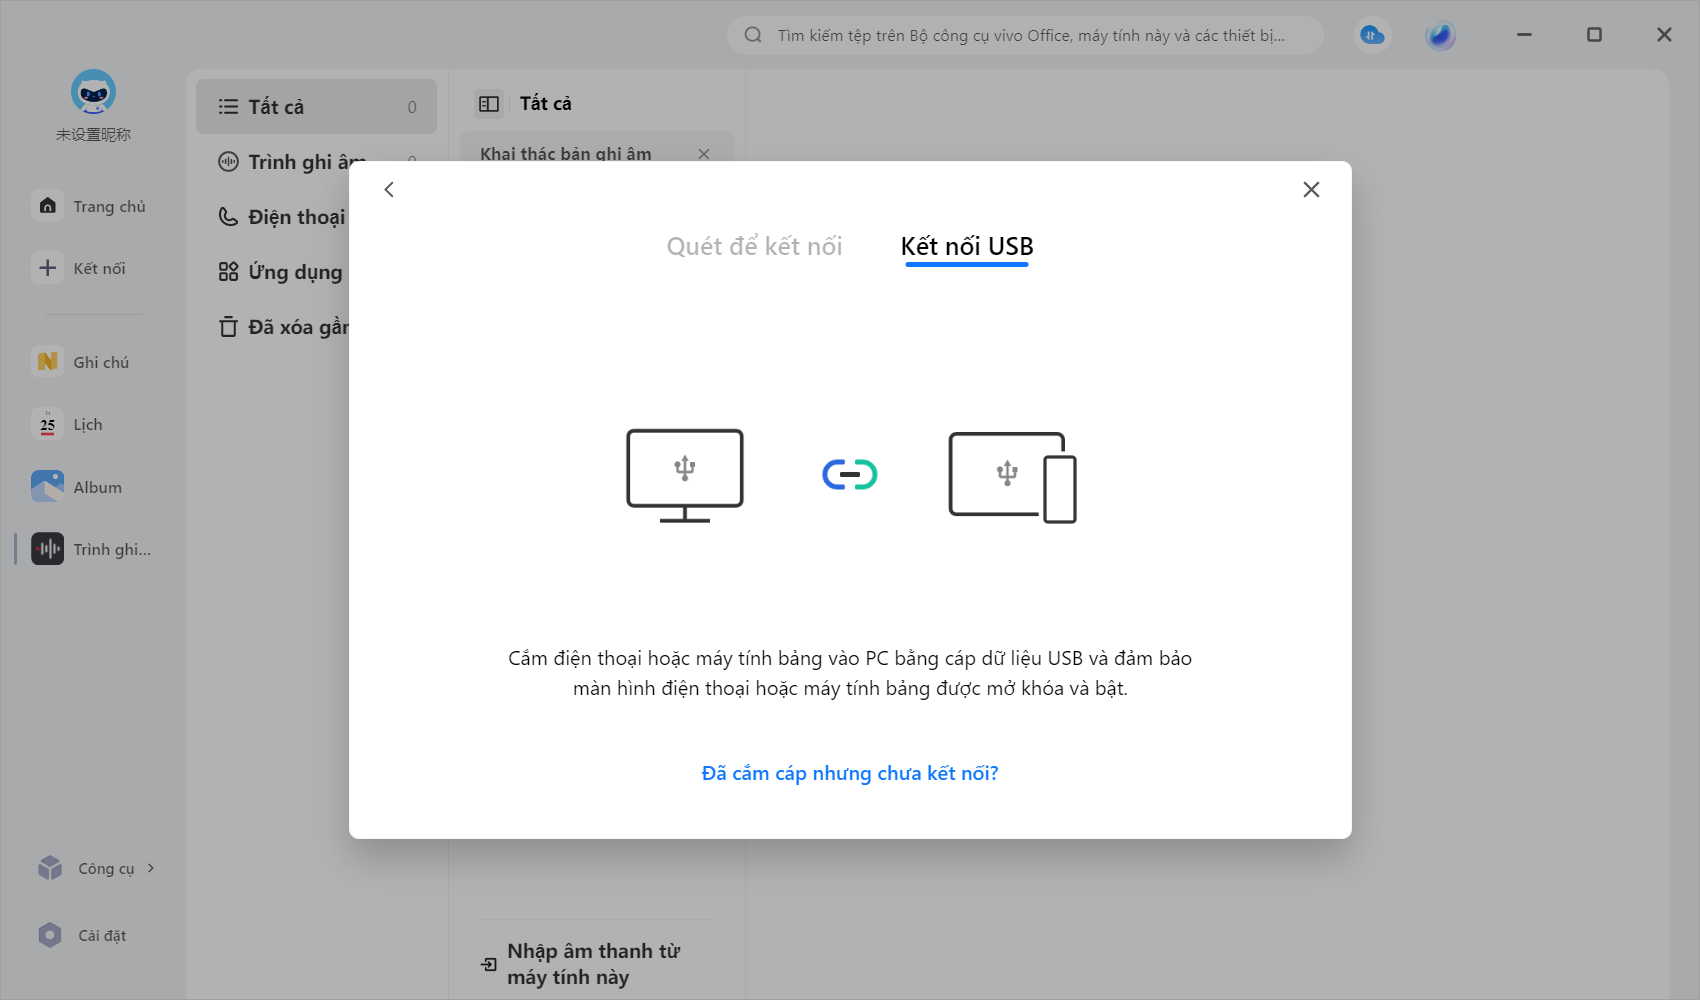 Tìm kiếm tệp trên Bộ công cụ vivo Office, máy tính này và các thiết bị...
未设置昵称
Trang chủ
Kết nối
Ghi chú
25
Lịch
Album
Trình ghi...
Công cụ
Cài đặt
Tất cả 0
Trình ghi âm
Điện thoại
Ứng dụng
Đã xóa gần
Tất cả
Khai thác bản ghi âm
Quét để kết nối
Kết nối USB
Cắm điện thoại hoặc máy tính bảng vào PC bằng cáp dữ liệu USB và đảm bảo
màn hình điện thoại hoặc máy tính bảng được mở khóa và bật.
Đã cắm cáp nhưng chưa kết nối?
Nhập âm thanh từ
máy tính này